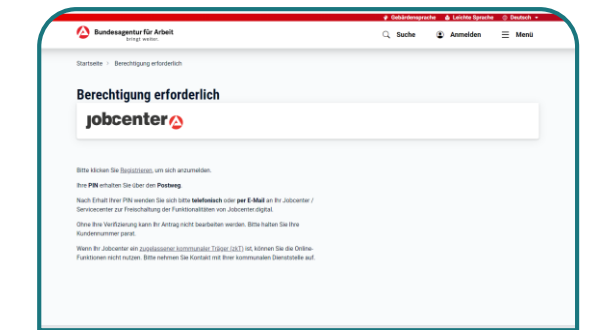 Gebärdensprache Leichte Sprache Deutsch
Bundesagentur für Arbeit
bringt weiter.
Suche Anmelden Menü
Startseite > Berechtigung erforderlich
Berechtigung erforderlich
jobcenter
Bitte klicken Sie Registrieren, um sich anzumelden.
Ihre PIN erhalten Sie über den Postweg.
Nach Erhalt Ihrer PIN wenden Sie sich bitte telefonisch oder per E-Mail an Ihr Jobcenter /
Servicecenter zur Freischaltung der Funktionalitäten von Jobcenter.digital.
Ohne Ihre Verifizierung kann Ihr Antrag nicht bearbeiten werden. Bitte halten Sie Ihre
Kundennummer parat.
Wenn Ihr Jobcenter ein zugelassener kommunaler Träger (zkT) ist, können Sie die Online-
Funktionen nicht nutzen. Bitte nehmen Sie Kontakt mit Ihrer kommunalen Dienststelle auf.